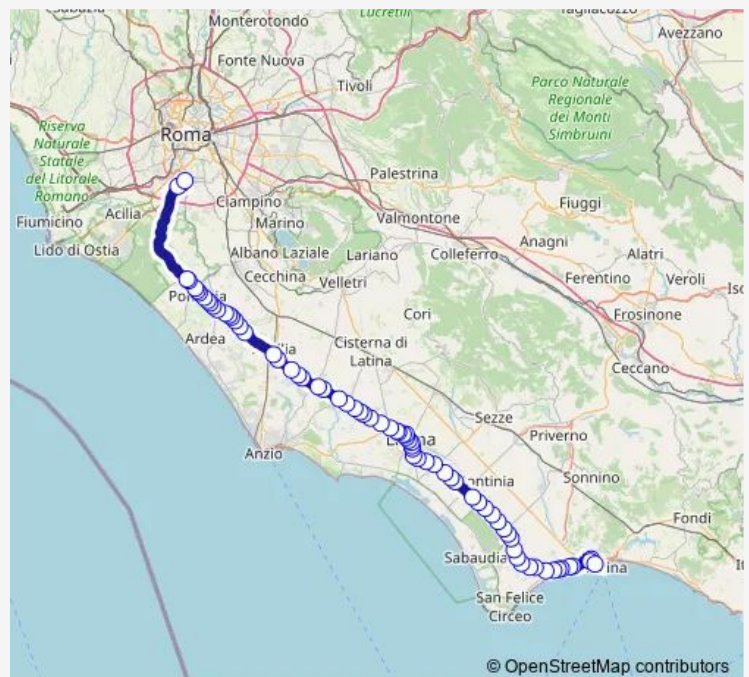 Monterotondo
Lucretili
Tagliacozzo
Avezzano
Fonte Nuova
Tivoli
Parco Naturale
Regionale
dei Monti
Simbruini
Riserva
Naturale
Statale
del Litorale
Romano
Roma
Palestrina
Fiuggi
Fiumicino
Acilia
Ciampino
Marino
Valmontone
Lido di Ostia
Albano Laziale
Lariano
Colleferro
Anagni
Alatri
Cecchina
Velletri
Ferentino
Veroli
Frosinone
Cori
Ardea
Cisterna di
Latina
Ceccano
Sezze
Priverno
Anzio
Sonnino
Fondi
Sabaudia
San Felice
Circeo
© OpenStreetMap contributors